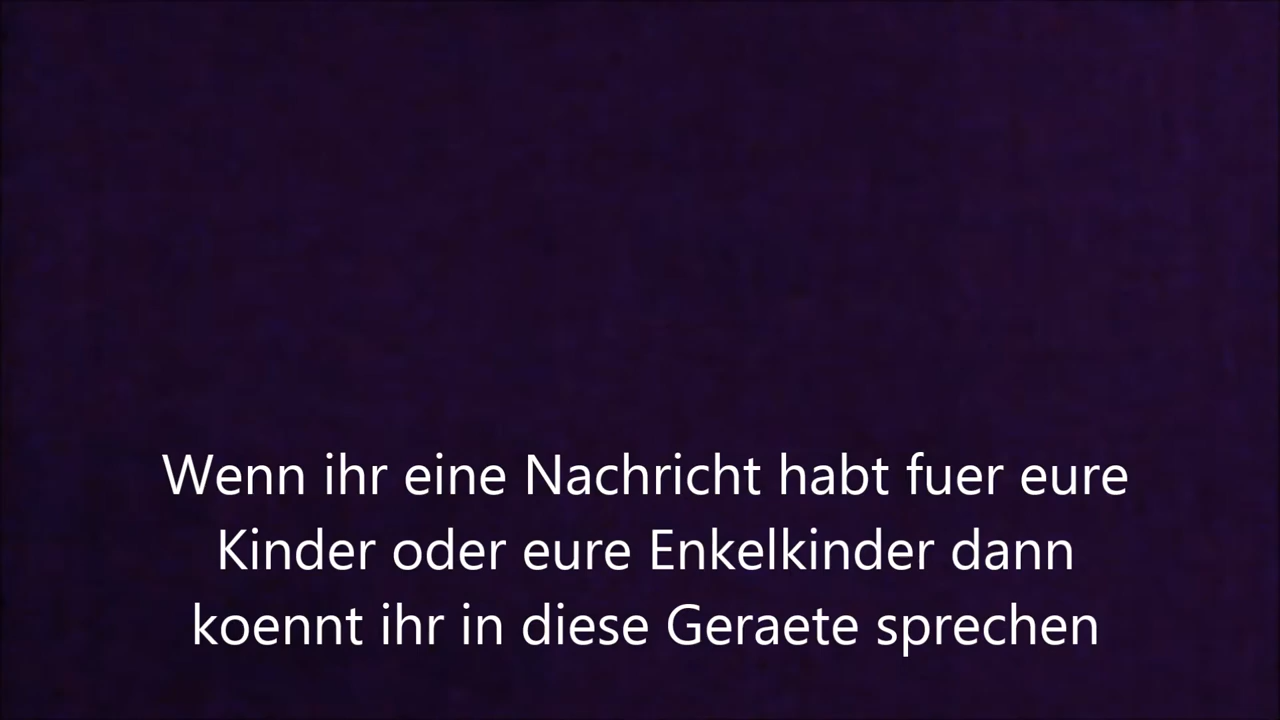 Wenn ihr eine Nachricht habt fuer eure
Kinder oder eure Enkelkinder dann
koennt ihr in diese Geraete sprechen